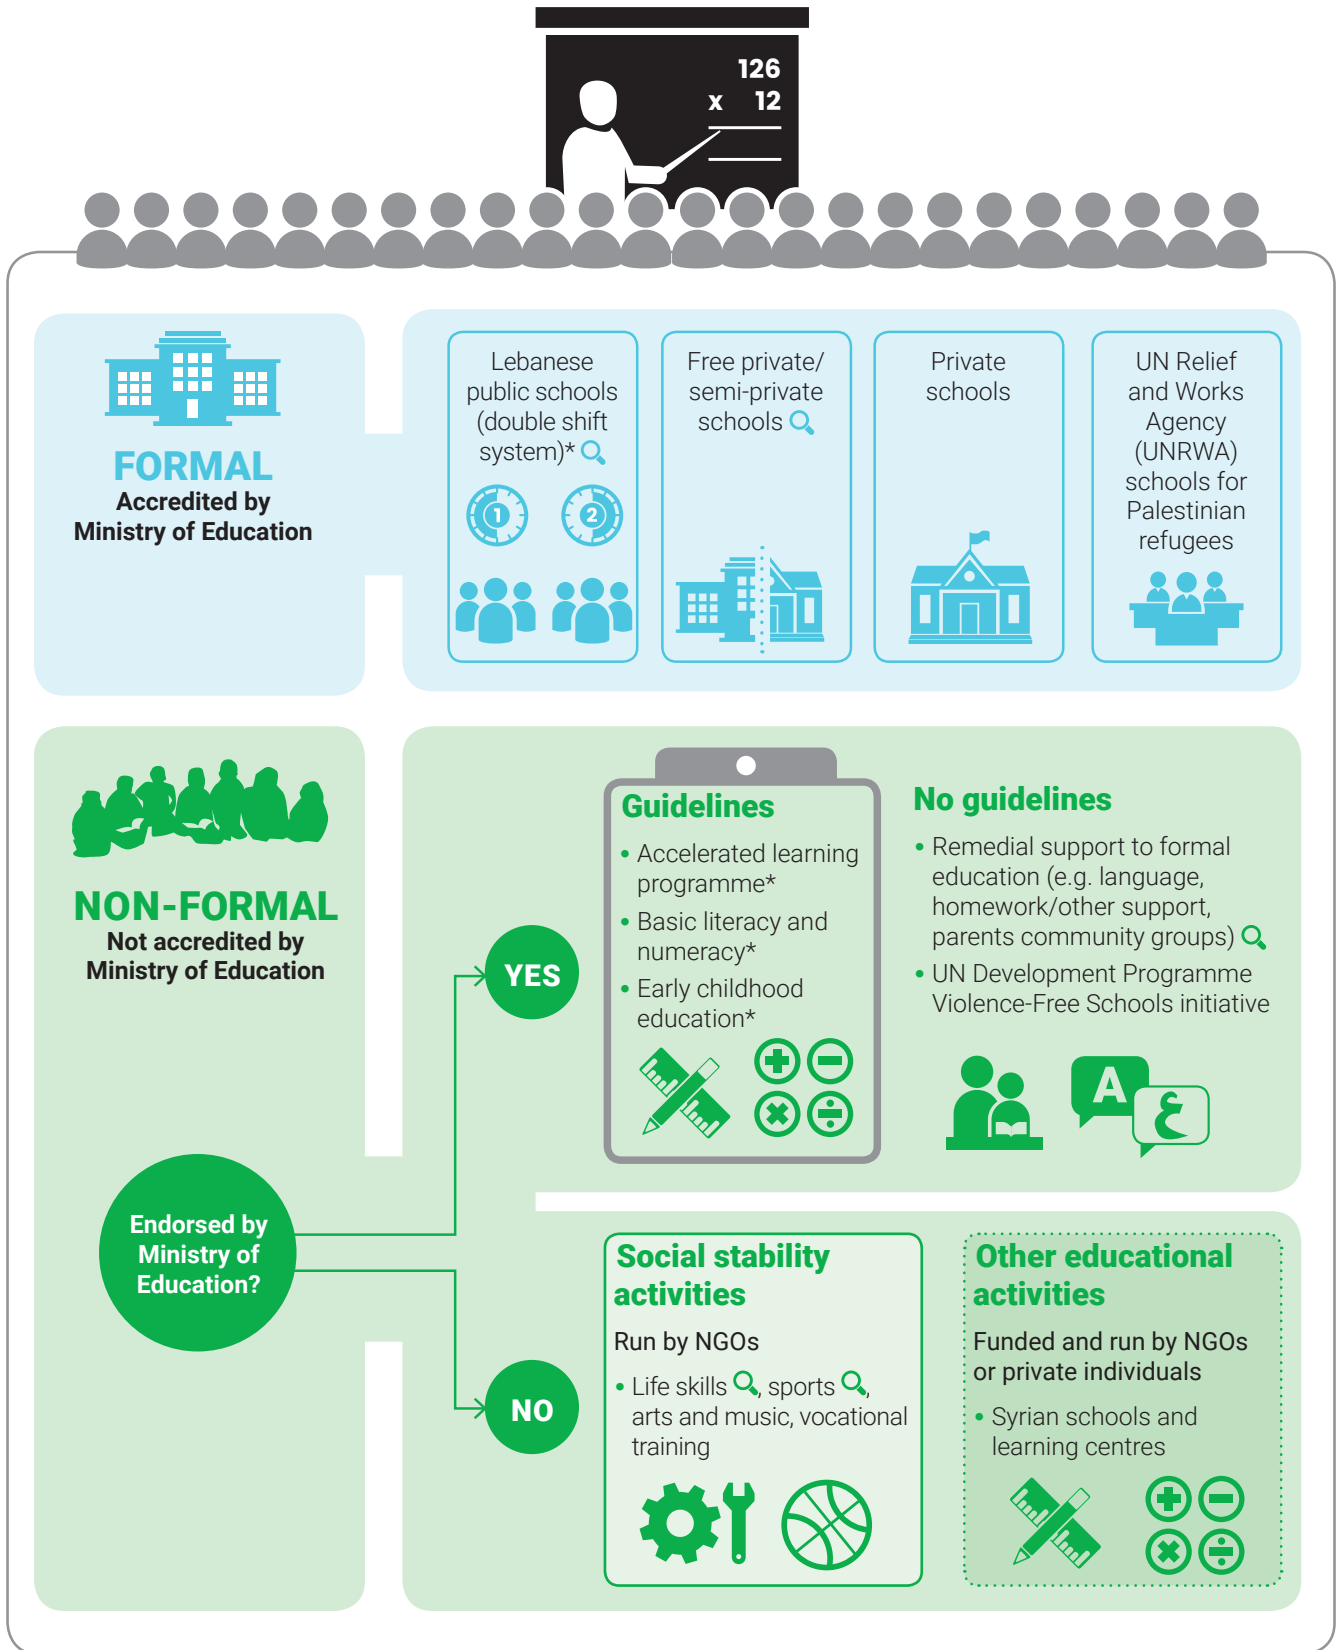 126
x 12
FORMAL
Accredited by
Ministry of Education
Lebanese
public schools
(double shift
system)*
1
2
Free private/
semi-private
schools
Private
schools
UN Relief
and Works
Agency
(UNRWA)
schools for
Palestinian
refugees
NON-FORMAL
Not accredited by
Ministry of Education
Endorsed by
Ministry of
Education?
YES
Guidelines
• Accelerated learning
programme*
• Basic literacy and
numeracy*
• Early childhood
education*
No guidelines
• Remedial support to formal
education (e.g. language,
homework/other support,
parents community groups)
• UN Development Programme
Violence-Free Schools initiative
A
ع
NO
Social stability
activities
Run by NGOs
• Life skills, sports,
arts and music, vocational
training
Other educational
activities
Funded and run by NGOs
or private individuals
• Syrian schools and
learning centres